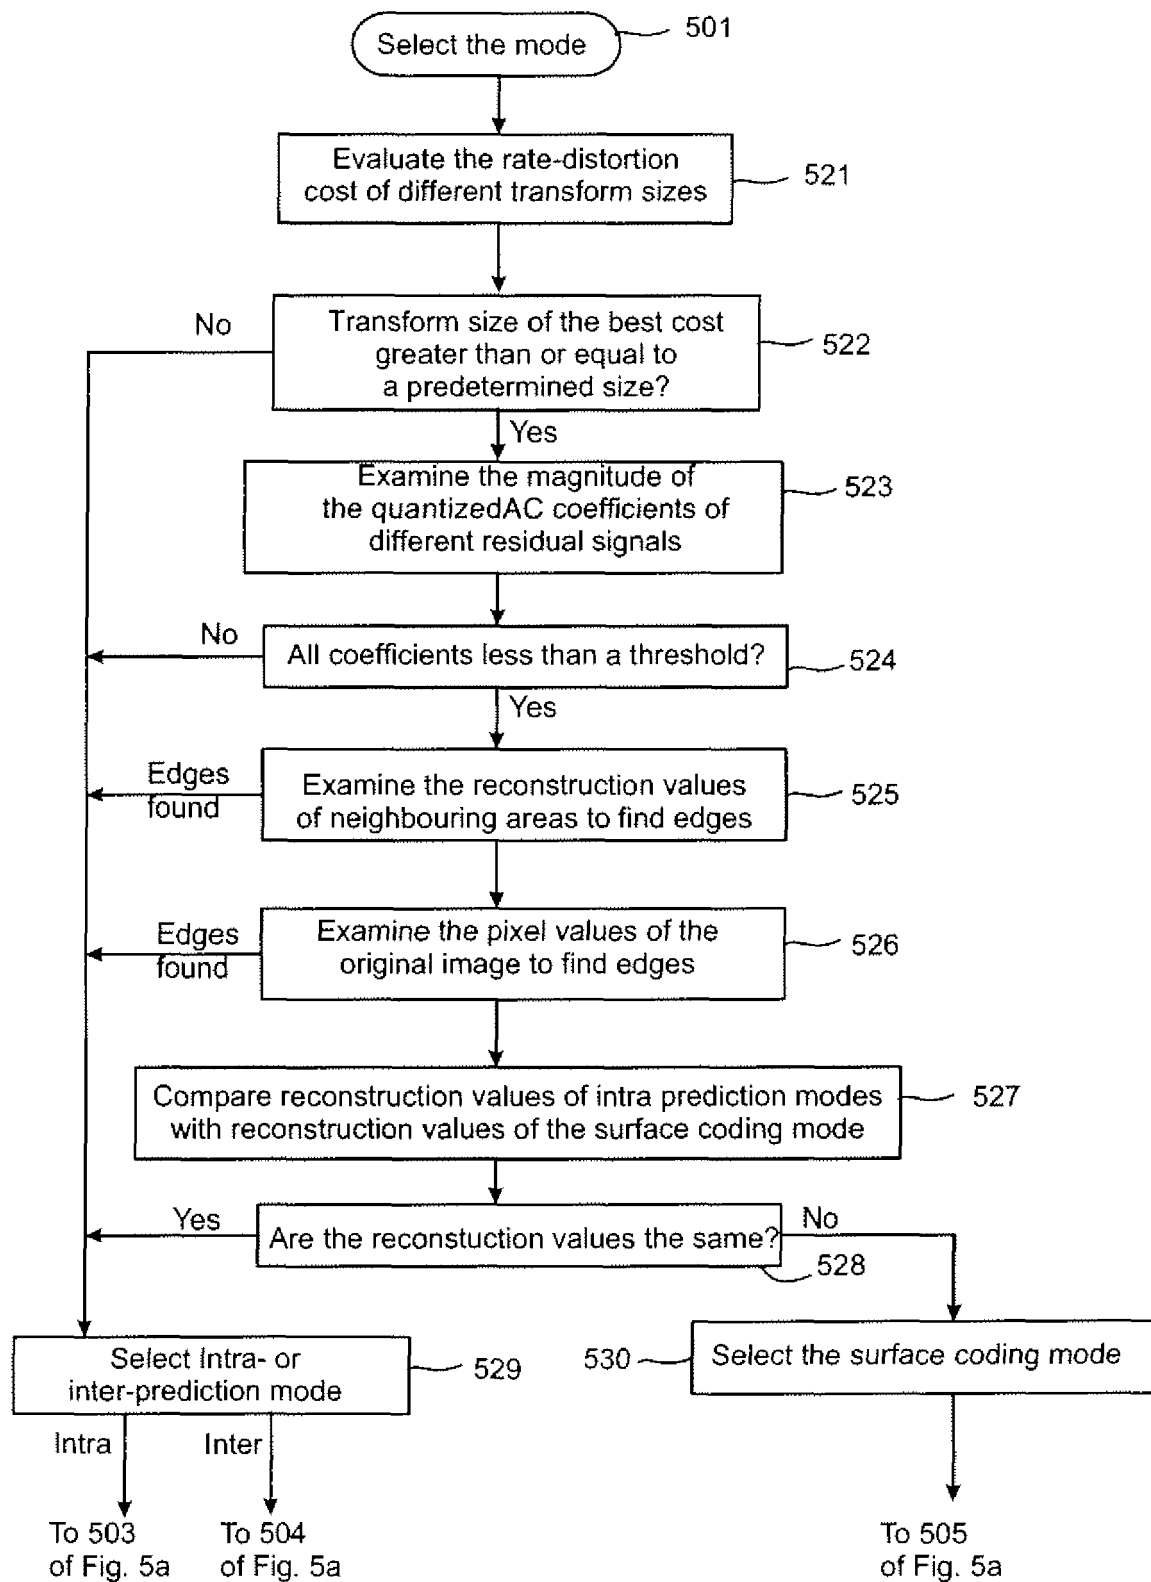 Select the mode
501
Evaluate the rate-distortion
cost of different transform sizes
521
No
Transform size of the best cost
greater than or equal to
a predetermined size?
522
Yes
Examine the magnitude of
the quantizedAC coefficients of
different residual signals
523
No
All coefficients less than a threshold?
524
Yes
Edges
found
Examine the reconstruction values
of neighbouring areas to find edges
525
Edges
found
Examine the pixel values of the
original image to find edges
526
Compare reconstruction values of intra prediction modes
with reconstruction values of the surface coding mode
527
Yes
Are the reconstuction values the same?
No
528
Select Intra- or
inter-prediction mode
529
530
Select the surface coding mode
Intra
Inter
To 503
of Fig. 5a
To 504
of Fig. 5a
To 505
of Fig. 5a